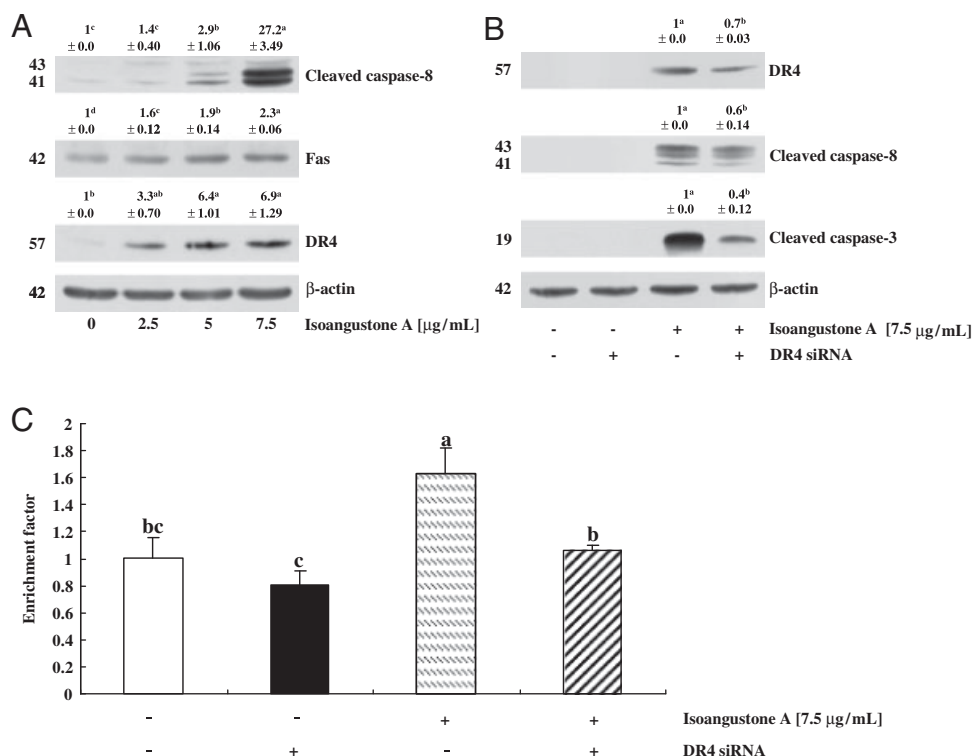 A
1ᶜ 1.4ᶜ 2.9ᵇ 27.2ᵃ
± 0.0 ± 0.40 ± 1.06 ± 3.49
43
41
Cleaved caspase-8
1ᵈ 1.6ᶜ 1.9ᵇ 2.3ᵃ
± 0.0 ± 0.12 ± 0.14 ± 0.06
42 Fas
1ᵇ 3.3ᵃᵇ 6.4ᵃ 6.9ᵃ
± 0.0 ± 0.70 ± 1.01 ± 1.29
57 DR4
42 β-actin
0 2.5 5 7.5 Isoangustone A [μg/mL]
B
1ᵃ 0.7ᵇ
± 0.0 ± 0.03
57 DR4
1ᵃ 0.6ᵇ
± 0.0 ± 0.14
43
41
Cleaved caspase-8
1ᵃ 0.4ᵇ
± 0.0 ± 0.12
19 Cleaved caspase-3
42 β-actin
- - + + Isoangustone A [7.5 μg/mL]
- + - + DR4 siRNA
C
Enrichment factor
2
1.8
1.6
1.4
1.2
1
0.8
0.6
0.4
0.2
0
bc c a b
- - + + Isoangustone A [7.5 μg/mL]
- + - + DR4 siRNA